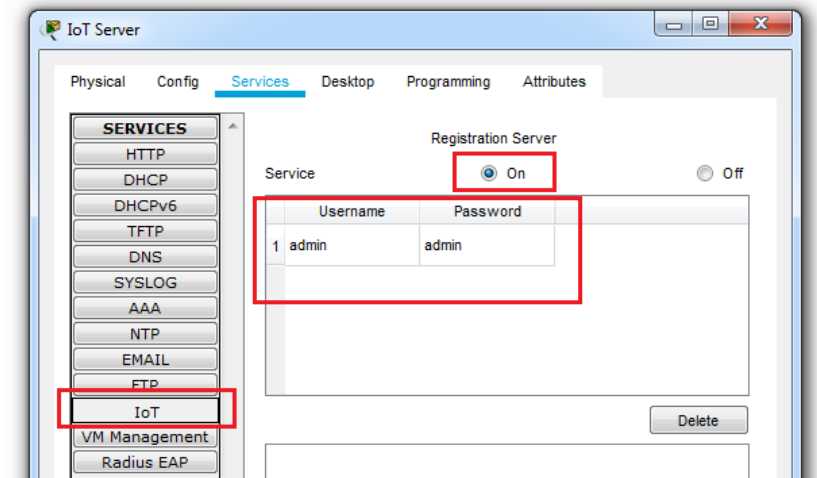 IoT Server
Physical Config Services Desktop Programming Attributes
SERVICES
HTTP
DHCP
DHCPv6
TFTP
DNS
SYSLOG
AAA
NTP
EMAIL
FTP
IoT
VM Management
Radius EAP
Registration Server
Service On Off
Username Password
1 admin admin
Delete